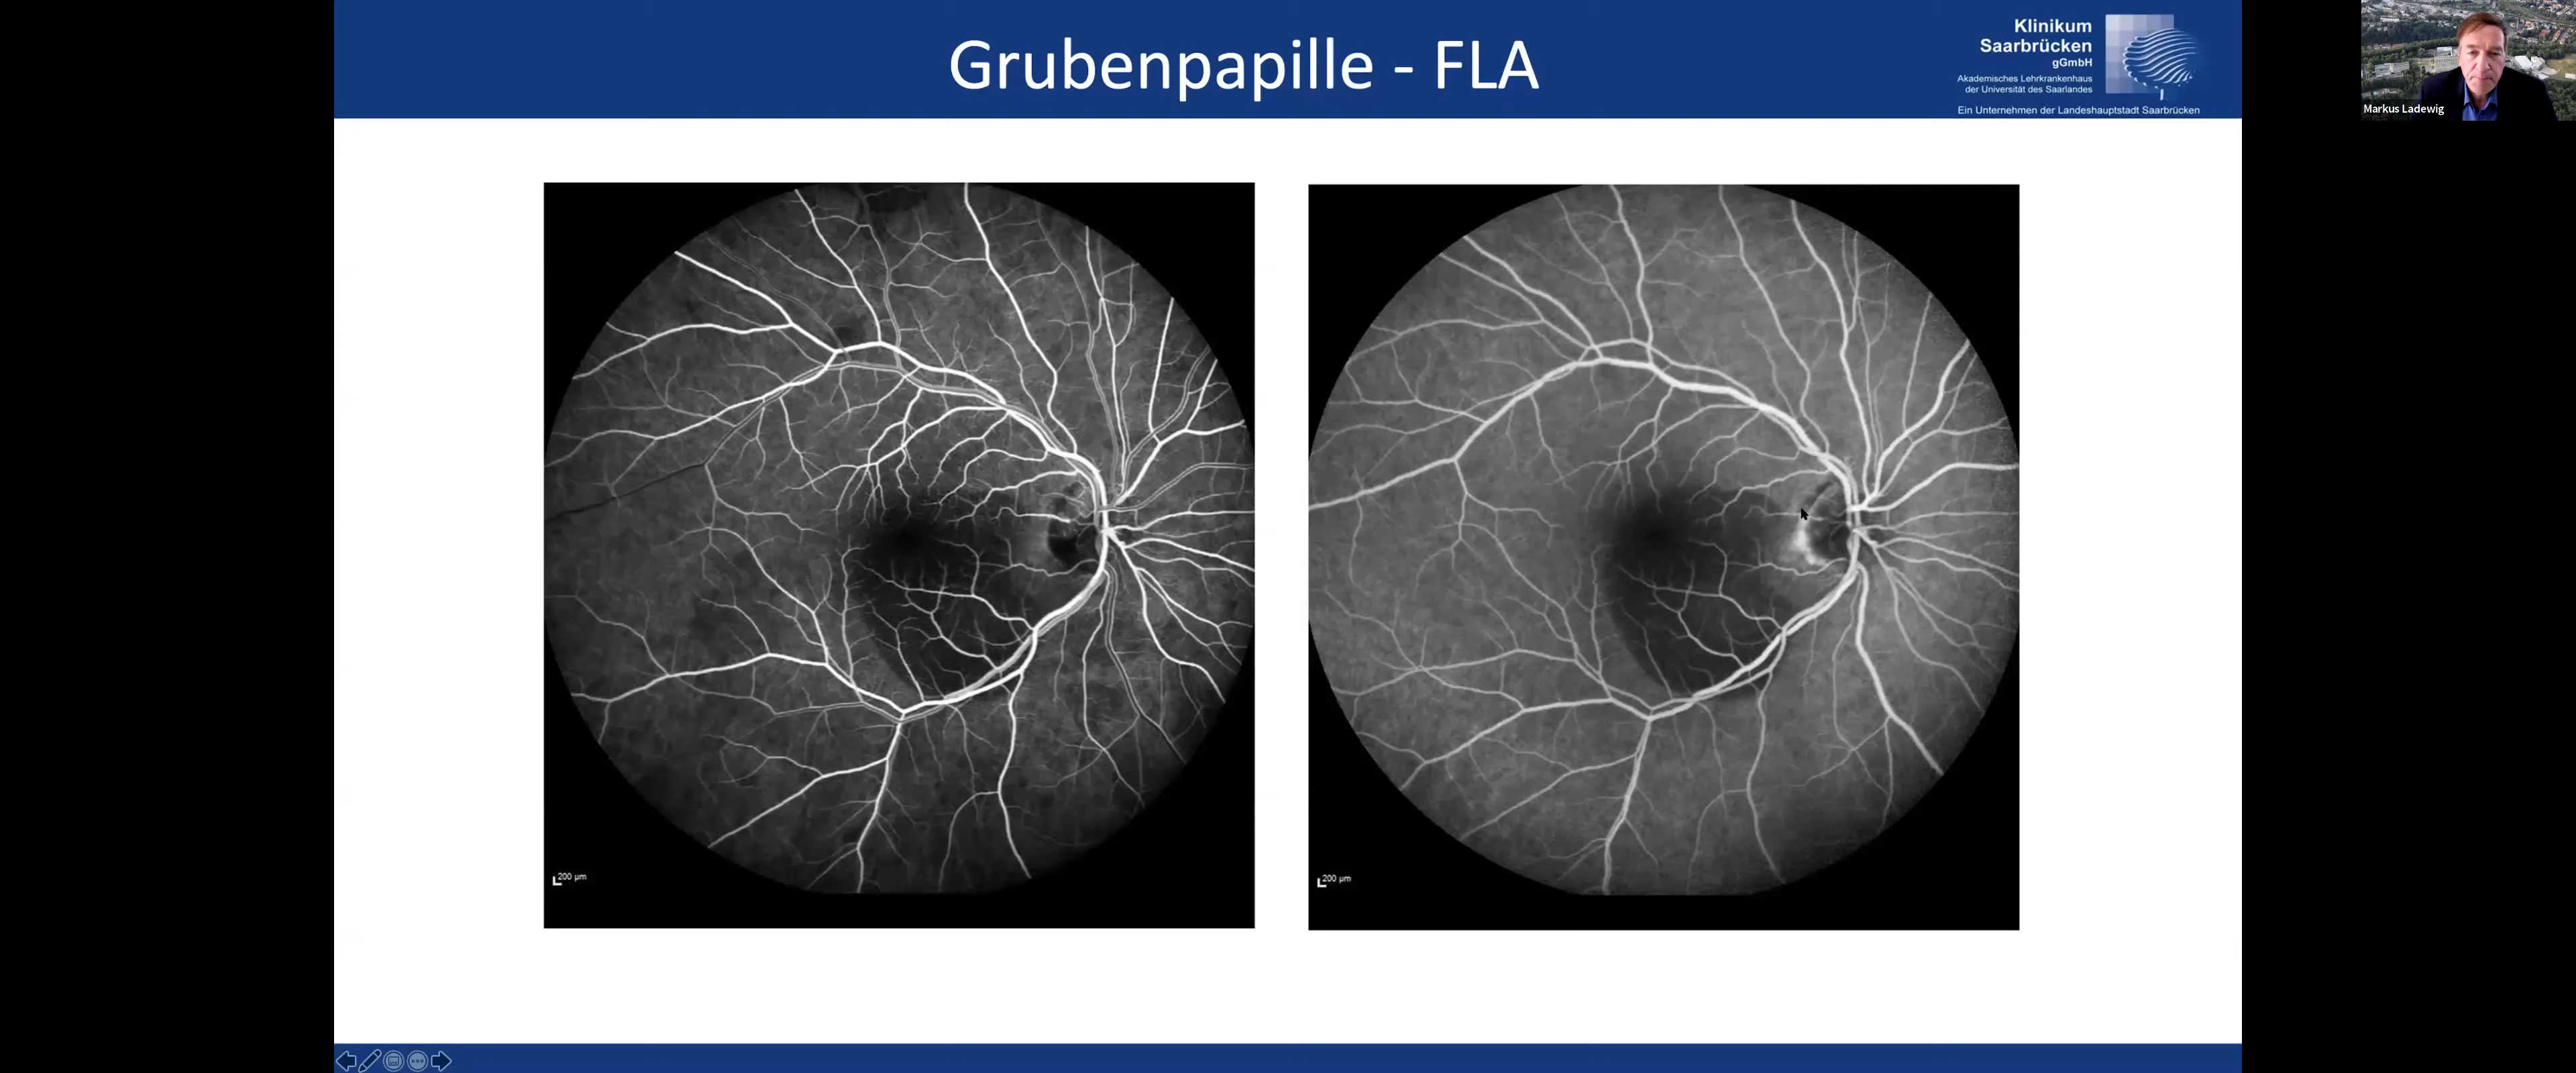 Grubenpapille - FLA
Klinikum
Saarbrücken
gGmbH
Akademisches Lehrkrankenhaus
der Universität des Saarlandes
Ein Unternehmen der Landeshauptstadt Saarbrücken
Markus Ladewig
200 µm
200 µm